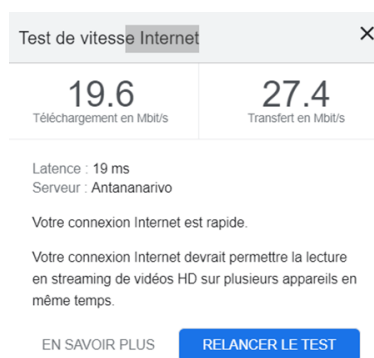 Test de vitesse Internet
19.6
Téléchargement en Mbit/s
27.4
Transfert en Mbit/s
Latence : 19 ms
Serveur : Antananarivo
Votre connexion Internet est rapide.
Votre connexion Internet devrait permettre la lecture
en streaming de vidéos HD sur plusieurs appareils en
même temps.
EN SAVOIR PLUS
RELANCER LE TEST